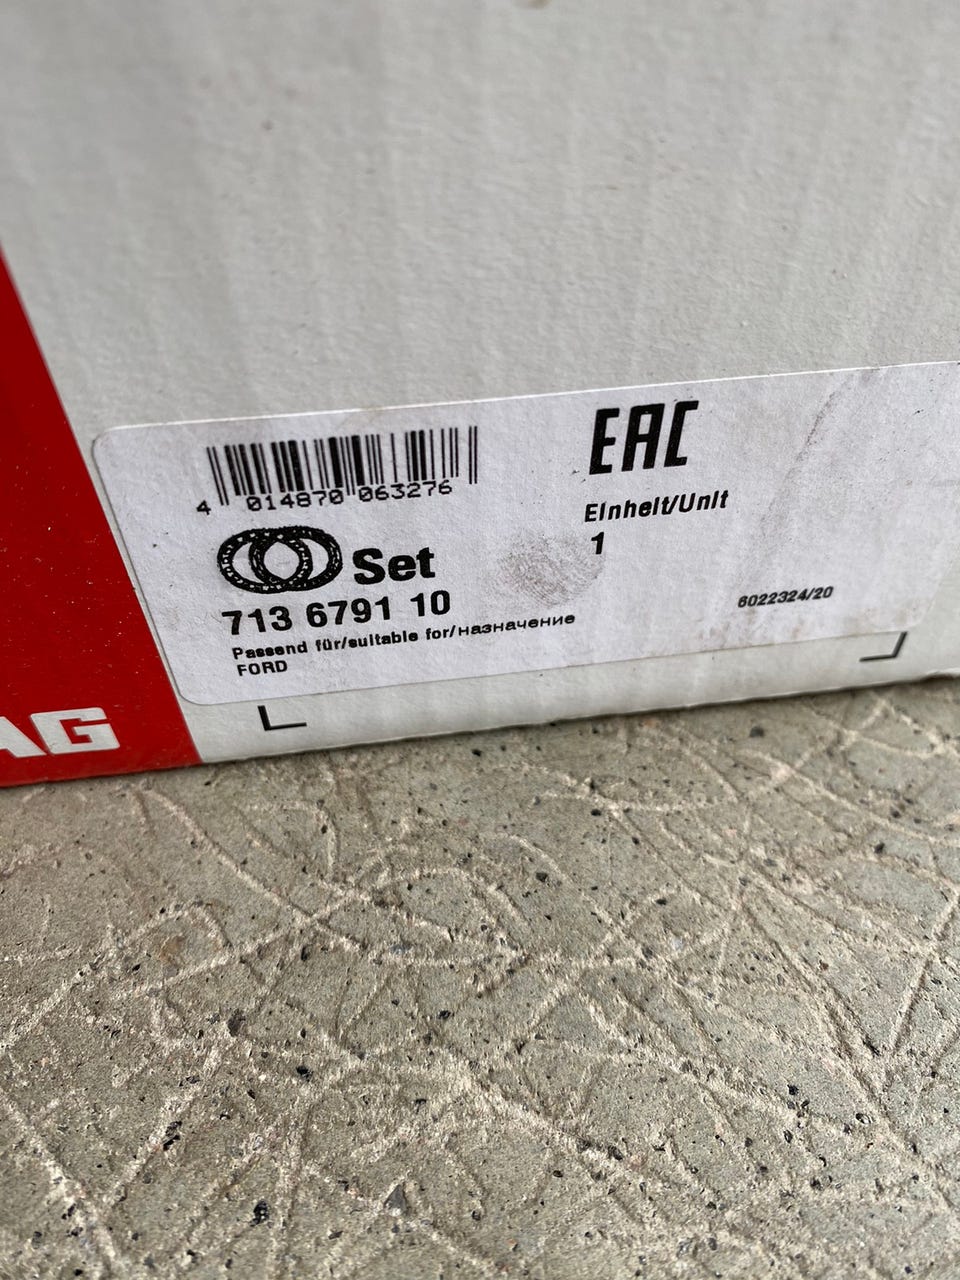 4 014870 063276
EAC
Einheit/Unit
1
Set
713 6791 10
6022324/20
Passend für/suitable for/назначение
FORD
AG